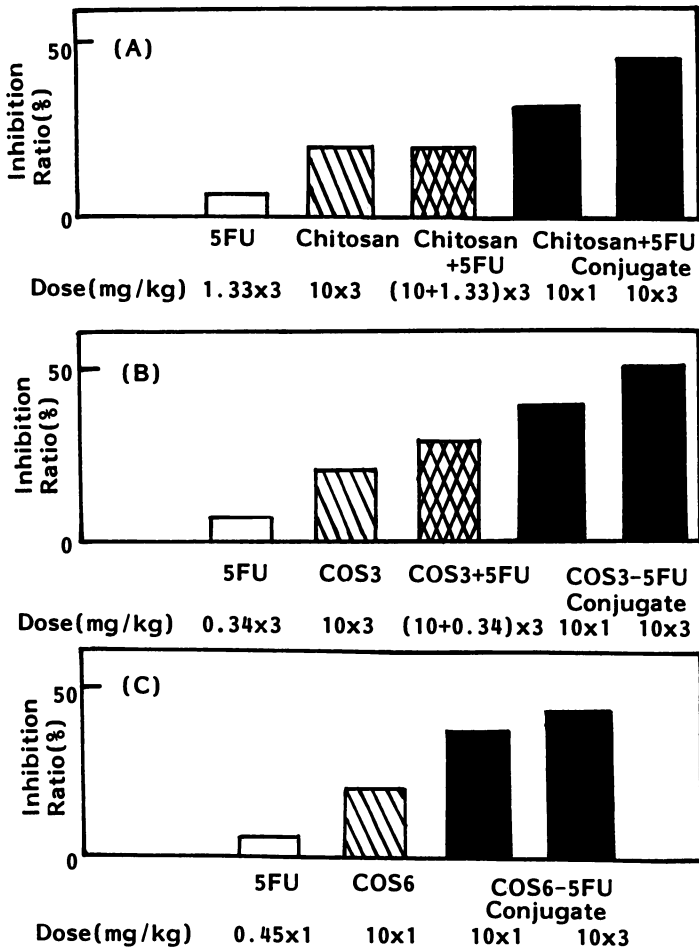 (A)
50
0
Inhibition
Ratio(%)
5FU Chitosan Chitosan Chitosan+5FU
+5FU Conjugate
Dose(mg/kg) 1.33x3 10x3 (10+1.33)x3 10x1 10x3
(B)
50
0
Inhibition
Ratio(%)
5FU COS3 COS3+5FU COS3-5FU
Conjugate
Dose(mg/kg) 0.34x3 10x3 (10+0.34)x3 10x1 10x3
(C)
50
0
Inhibition
Ratio(%)
5FU COS6 COS6-5FU
Conjugate
Dose(mg/kg) 0.45x1 10x1 10x1 10x3